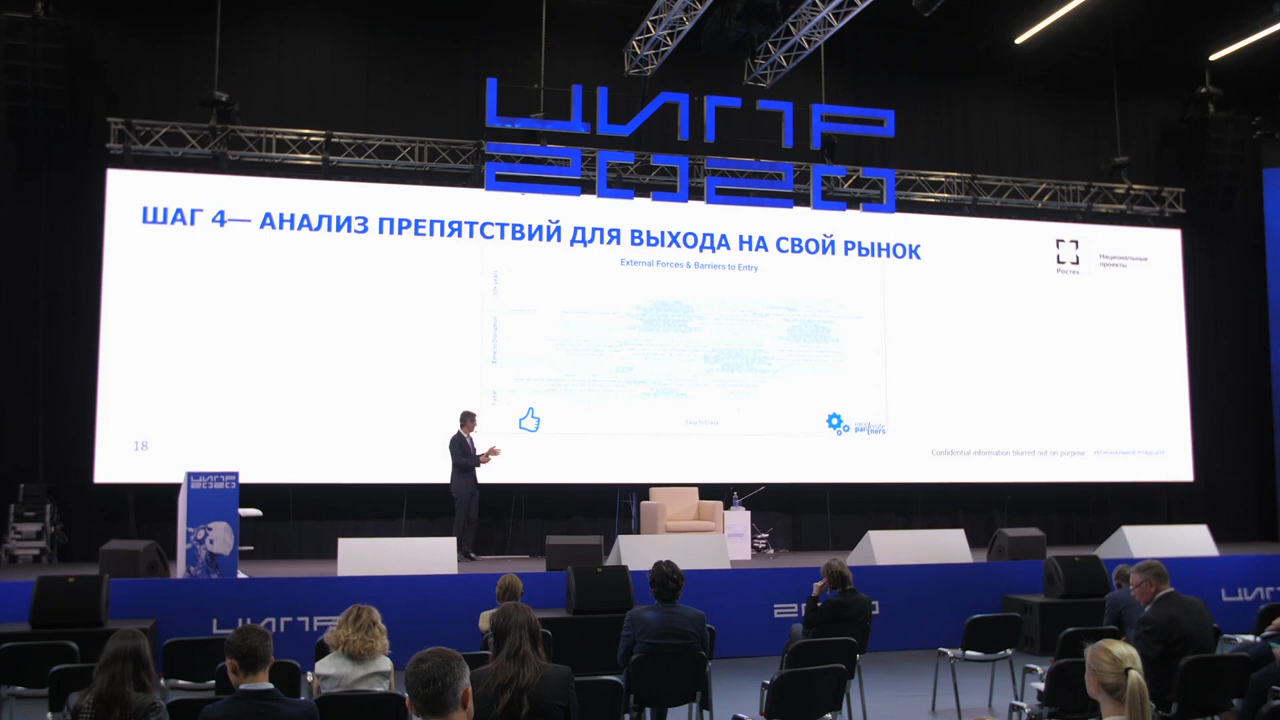 ЦИПР
2020
ШАГ 4— АНАЛИЗ ПРЕПЯТСТВИЙ ДЛЯ ВЫХОДА НА СВОЙ РЫНОК
External Forces & Barriers to Entry
Ростех
Национальные
проекты
18
accelerate
partners
Confidential information blurred out on purpose
ЦИПР
2020
ЦИПР
2020